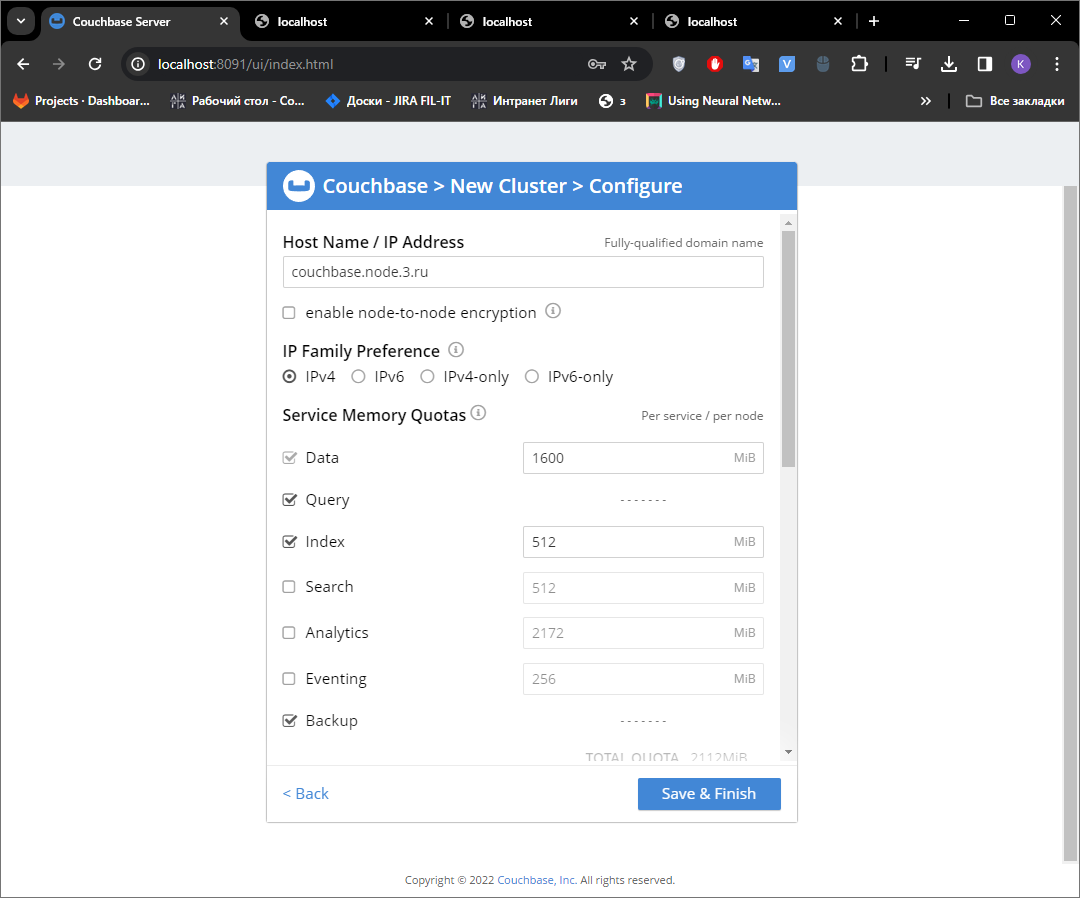 Couchbase Server
localhost
localhost
localhost
localhost:8091/ui/index.html
K
Projects · Dashboar...
Рабочий стол - Co...
Доски - JIRA FIL-IT
Интранет Лиги
з
Using Neural Netw...
Все закладки
Couchbase > New Cluster > Configure
Host Name / IP Address
Fully-qualified domain name
couchbase.node.3.ru
enable node-to-node encryption
IP Family Preference
IPv4 IPv6 IPv4-only IPv6-only
Service Memory Quotas
Per service / per node
Data 1600 MiB
Query -------
Index 512 MiB
Search 512 MiB
Analytics 2172 MiB
Eventing 256 MiB
Backup -------
TOTAL QUOTA 2112MiB
< Back
Save & Finish
Copyright © 2022 Couchbase, Inc. All rights reserved.